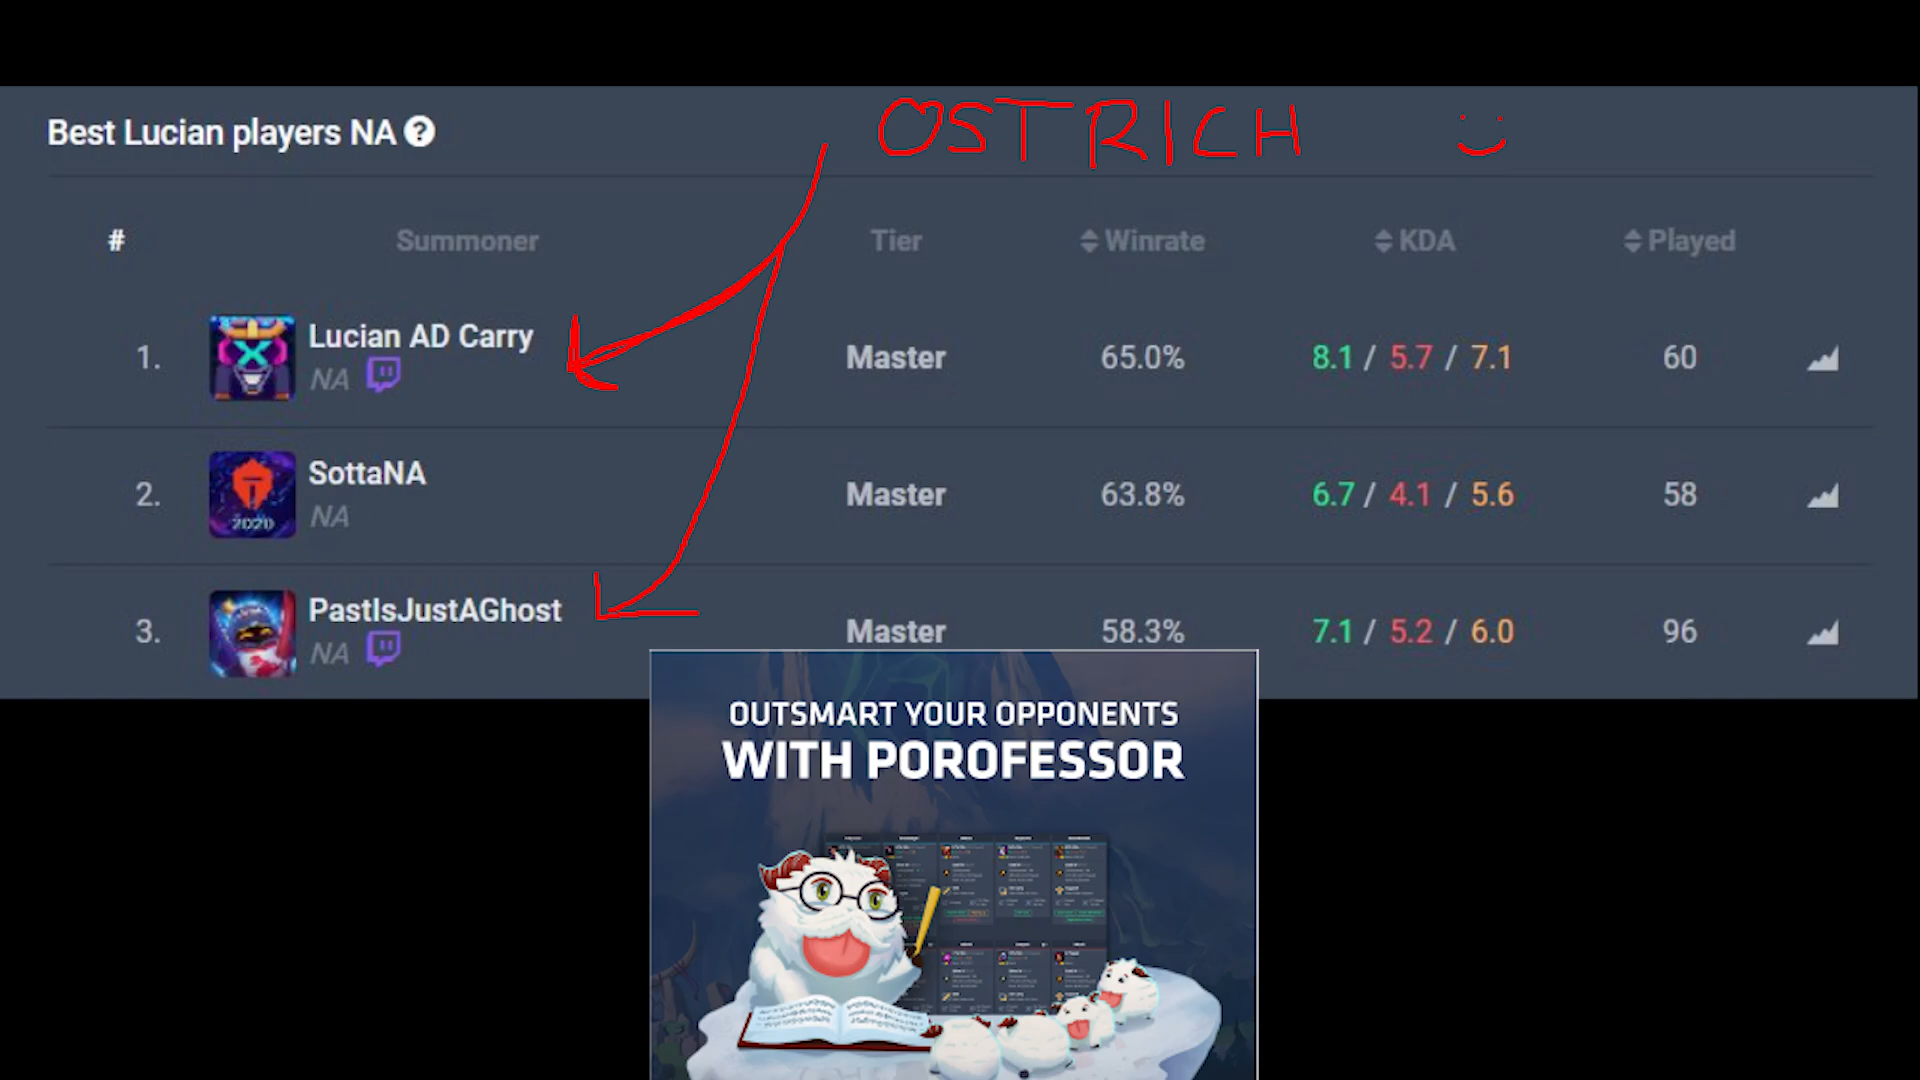 OSTRICH
Best Lucian players NA ?
# Summoner Tier Winrate KDA Played
1. Lucian AD Carry NA Master 65.0% 8.1 / 5.7 / 7.1 60
2. SottaNA NA Master 63.8% 6.7 / 4.1 / 5.6 58
2020
3. PastIsJustAGhost NA Master 58.3% 7.1 / 5.2 / 6.0 96
OUTSMART YOUR OPPONENTS
WITH POROFESSOR